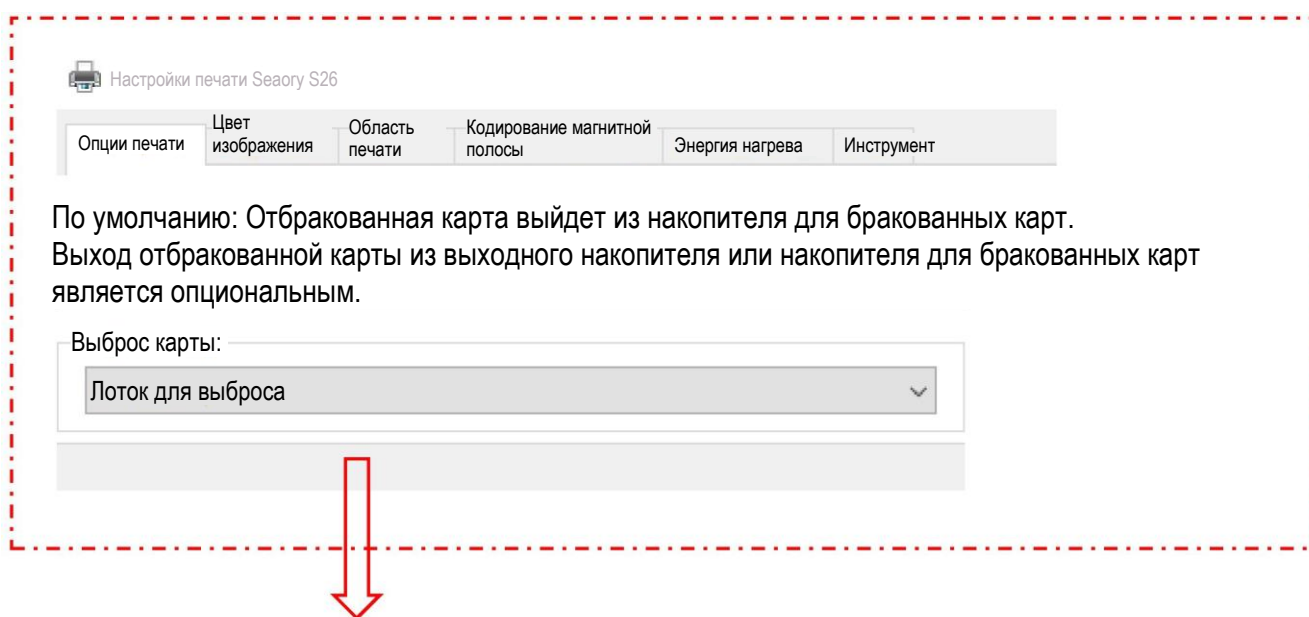 Настройки печати Seaory S26
Опции печати
Цвет
изображения
Область
печати
Кодирование магнитной
полосы
Энергия нагрева
Инструмент
По умолчанию: Отбракованная карта выйдет из накопителя для бракованных карт.
Выход отбракованной карты из выходного накопителя или накопителя для бракованных карт
является опциональным.
Выброс карты:
Лоток для выброса